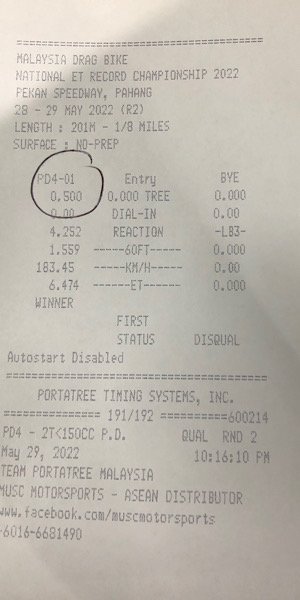 MALAYSIA DRAG BIKE
NATIONAL ET RECORD CHAMPIONSHIP 2022
PEKAN SPEEDWAY, PAHANG
28 - 29 MAY 2022 (R2)
LENGTH : 201M - 1/8 MILES
SURFACE : NO-PREP
PD4-01 Entry BYE
0.500 0.000 TREE 0.000
0.00 DIAL-IN 0.00
4.252 REACTION -LB3-
1.559 -----60FT----- 0.000
183.45 -----KM/H----- 0.00
6.474 ------ET------ 0.000
WINNER
FIRST
STATUS DISQUAL
Autostart Disabled
PORTATREE TIMING SYSTEMS, INC.
=============== 191/192 ==========600214
PD4 - 2T<150CC P.D. QUAL RND 2
May 29, 2022 10:16:10 PM
TEAM PORTATREE MALAYSIA
MUSC MOTORSPORTS - ASEAN DISTRIBUTOR
www.facebook.com/muscmotorsports
-6016-6681490